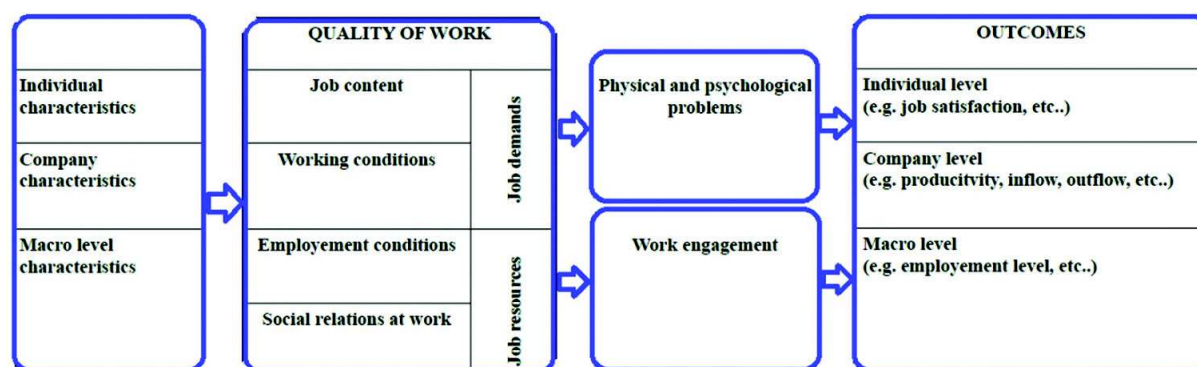 Individual
characteristics
Company
characteristics
Macro level
characteristics
QUALITY OF WORK
Job content
Working conditions
Employement conditions
Social relations at work
Job demands
Job resources
Physical and psychological
problems
Work engagement
OUTCOMES
Individual level
(e.g. job satisfaction, etc..)
Company level
(e.g. producitvity, inflow, outflow, etc..)
Macro level
(e.g. employement level, etc..)